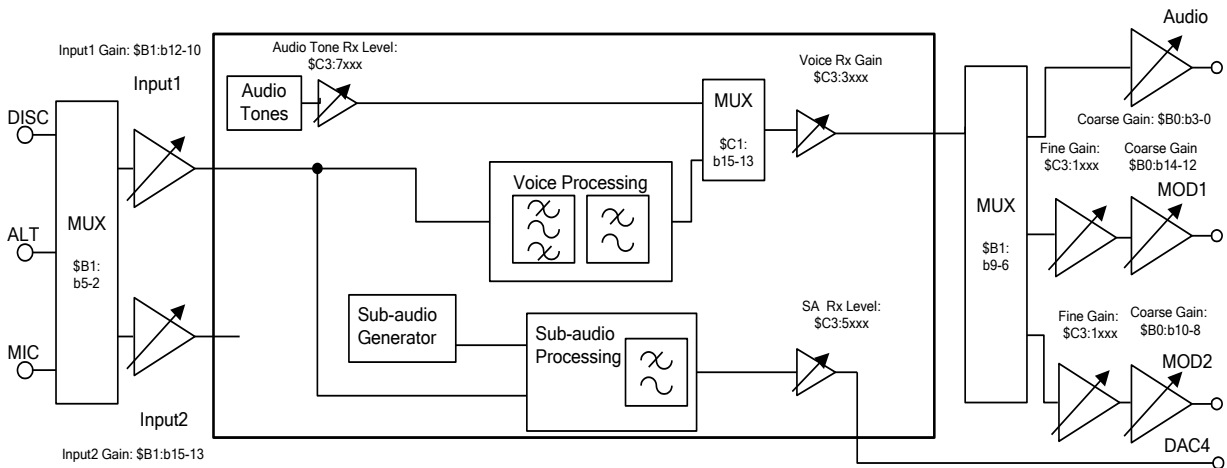 Input1 Gain: $B1:b12-10
Input1
DISC
ALT
MIC
MUX
$B1:
b5-2
Input2
Input2 Gain: $B1:b15-13
Audio Tone Rx Level:
$C3:7xxx
Audio
Tones
Voice Processing
Sub-audio
Generator
Sub-audio
Processing
MUX
$C1:
b15-13
Voice Rx Gain
$C3:3xxx
SA  Rx Level:
$C3:5xxx
MUX
$B1:
b9-6
Audio
Coarse Gain: $B0:b3-0
Fine Gain:
$C3:1xxx
Coarse Gain
$B0:b14-12
MOD1
Fine Gain:
$C3:1xxx
Coarse Gain:
$B0:b10-8
MOD2
DAC4